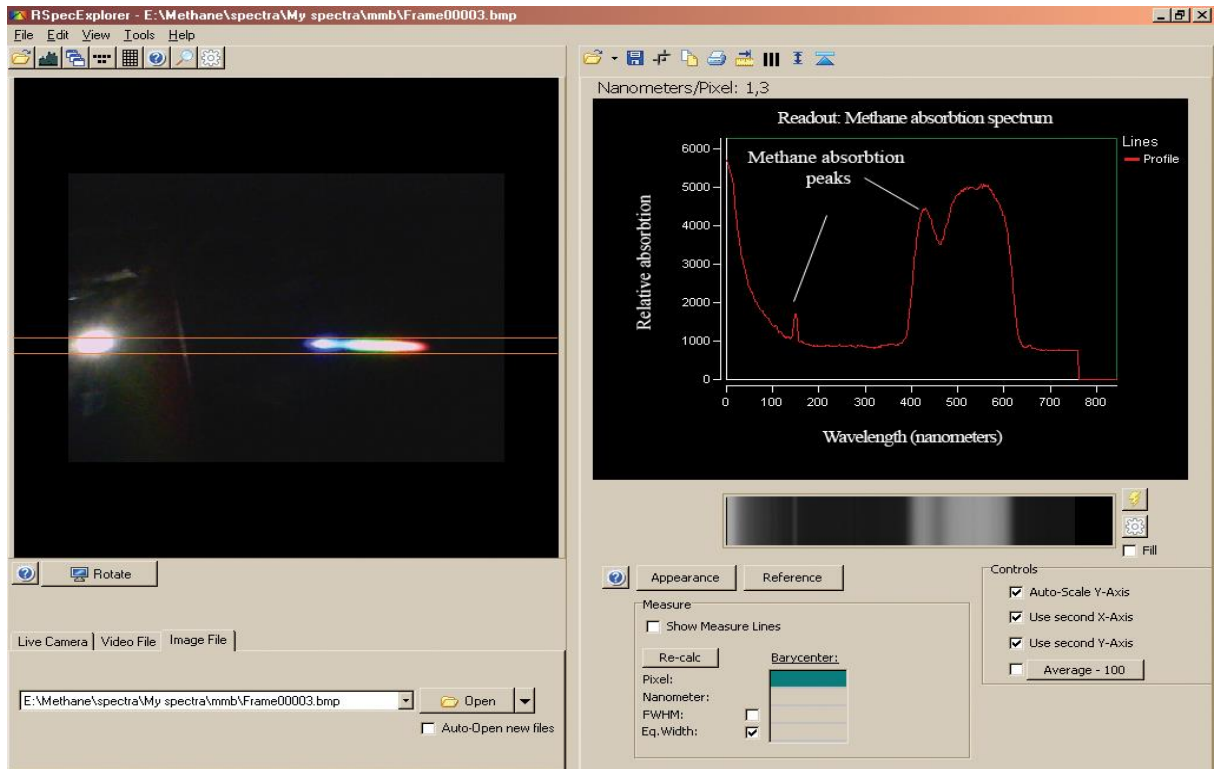 RSpecExplorer - E:\Methane\spectra\My spectra\mmb\Frame00003.bmp
File Edit View Tools Help
Nanometers/Pixel: 1,3
Readout: Methane absorbtion spectrum
Lines
Profile
Methane absorbtion
peaks
Relative absorbtion
6000
5000
4000
3000
2000
1000
0
0 100 200 300 400 500 600 700 800
Wavelength (nanometers)
Fill
Rotate
Appearance
Reference
Controls
Auto-Scale Y-Axis
Use second X-Axis
Use second Y-Axis
Average - 100
Measure
Show Measure Lines
Re-calc
Barycenter:
Pixel:
Nanometer:
FWHM:
Eq.Width:
Live Camera Video File Image File
E:\Methane\spectra\My spectra\mmb\Frame00003.bmp
Open
Auto-Open new files